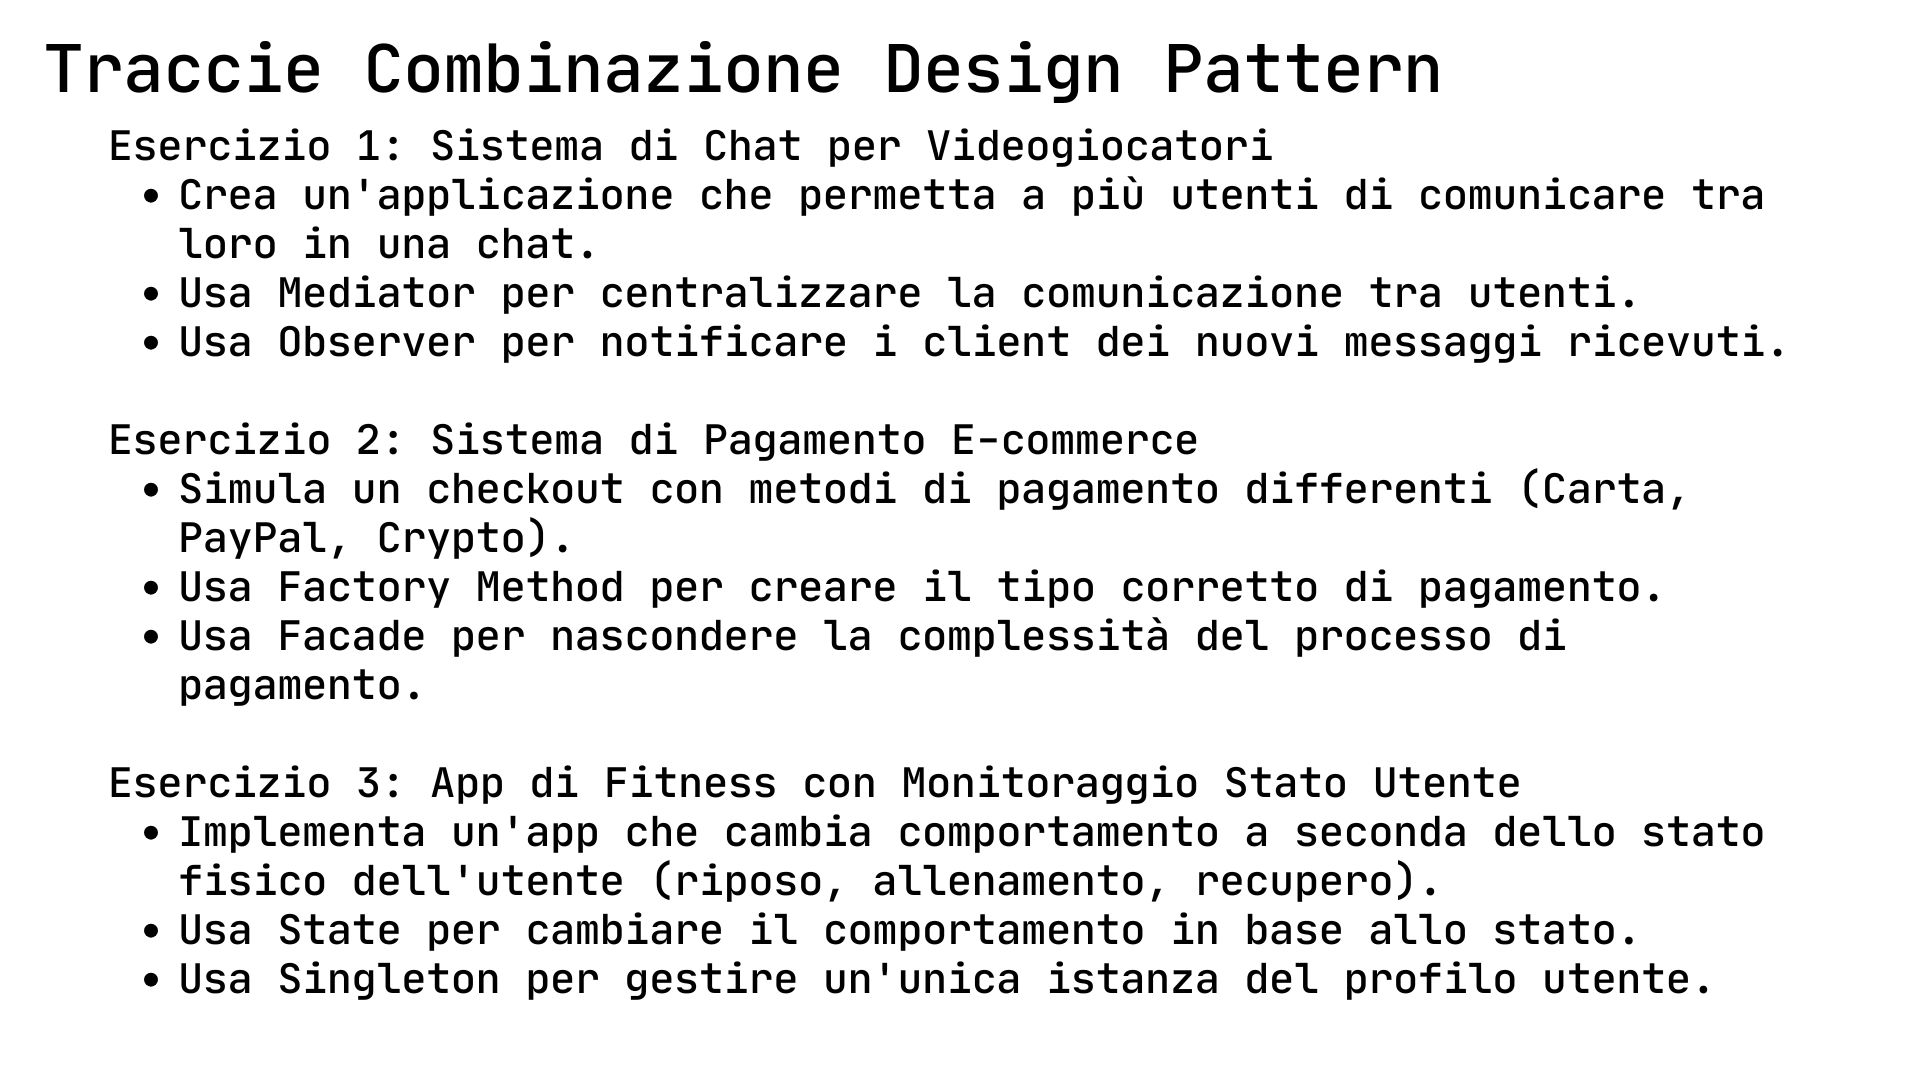 Traccie Combinazione Design Pattern
Esercizio 1: Sistema di Chat per Videogiocatori
• Crea un'applicazione che permetta a più utenti di comunicare tra
loro in una chat.
• Usa Mediator per centralizzare la comunicazione tra utenti.
• Usa Observer per notificare i client dei nuovi messaggi ricevuti.
Esercizio 2: Sistema di Pagamento E-commerce
• Simula un checkout con metodi di pagamento differenti (Carta,
PayPal, Crypto).
• Usa Factory Method per creare il tipo corretto di pagamento.
• Usa Facade per nascondere la complessità del processo di
pagamento.
Esercizio 3: App di Fitness con Monitoraggio Stato Utente
• Implementa un'app che cambia comportamento a seconda dello stato
fisico dell'utente (riposo, allenamento, recupero).
• Usa State per cambiare il comportamento in base allo stato.
• Usa Singleton per gestire un'unica istanza del profilo utente.